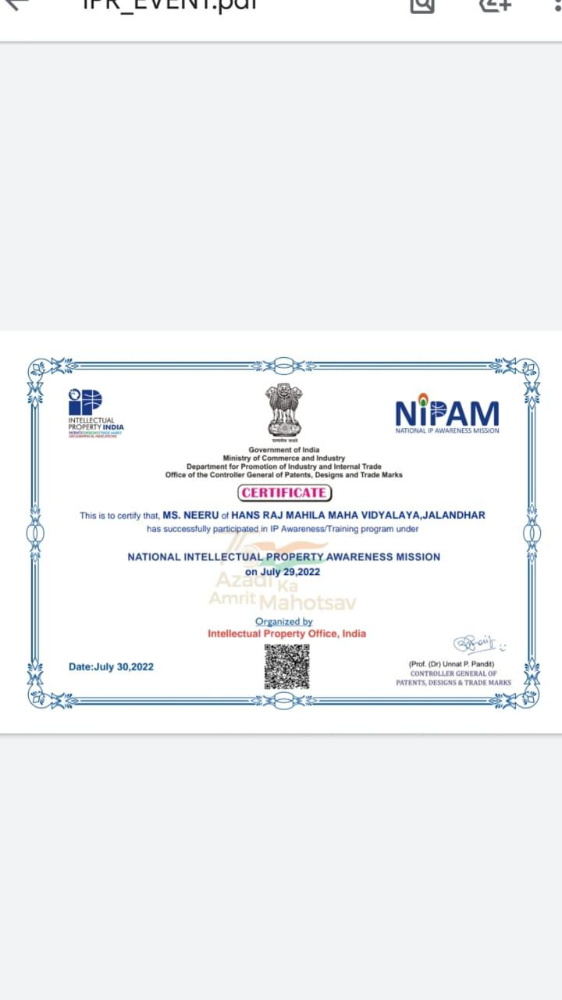 IPR_EVENT.pdf
INTELLECTUAL
PROPERTY INDIA
PATENTS | DESIGNS | TRADE MARKS
GEOGRAPHICAL INDICATIONS
सत्यमेव जयते
NiPAM
NATIONAL IP AWARENESS MISSION
Government of India
Ministry of Commerce and Industry
Department for Promotion of Industry and Internal Trade
Office of the Controller General of Patents, Designs and Trade Marks
CERTIFICATE
This is to certify that, MS. NEERU of HANS RAJ MAHILA MAHA VIDYALAYA,JALANDHAR
has successfully participated in IP Awareness/Training program under
NATIONAL INTELLECTUAL PROPERTY AWARENESS MISSION
on July 29,2022
Azadi Ka
Amrit Mahotsav
Organized by
Intellectual Property Office, India
Date:July 30,2022
(Prof. (Dr) Unnat P. Pandit)
CONTROLLER GENERAL OF
PATENTS, DESIGNS & TRADE MARKS